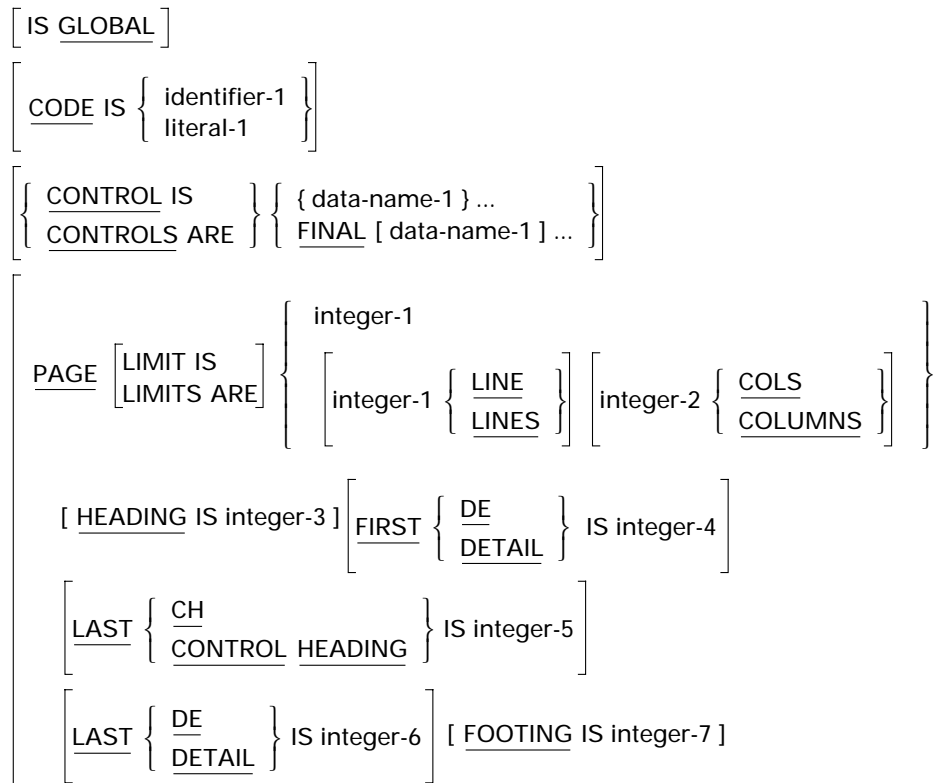 [ IS GLOBAL ]
CODE IS { identifier-1
literal-1 }
{ CONTROL IS
CONTROLS ARE } { { data-name-1 } ...
FINAL [ data-name-1 ] ... }
PAGE [ LIMIT IS
LIMITS ARE ] { integer-1
[ integer-1 { LINE
LINES } ] [ integer-2 { COLS
COLUMNS } ] }
[ HEADING IS integer-3 ] [ FIRST { DE
DETAIL } IS integer-4 ]
[ LAST { CH
CONTROL HEADING } IS integer-5 ]
[ LAST { DE
DETAIL } IS integer-6 ] [ FOOTING IS integer-7 ]